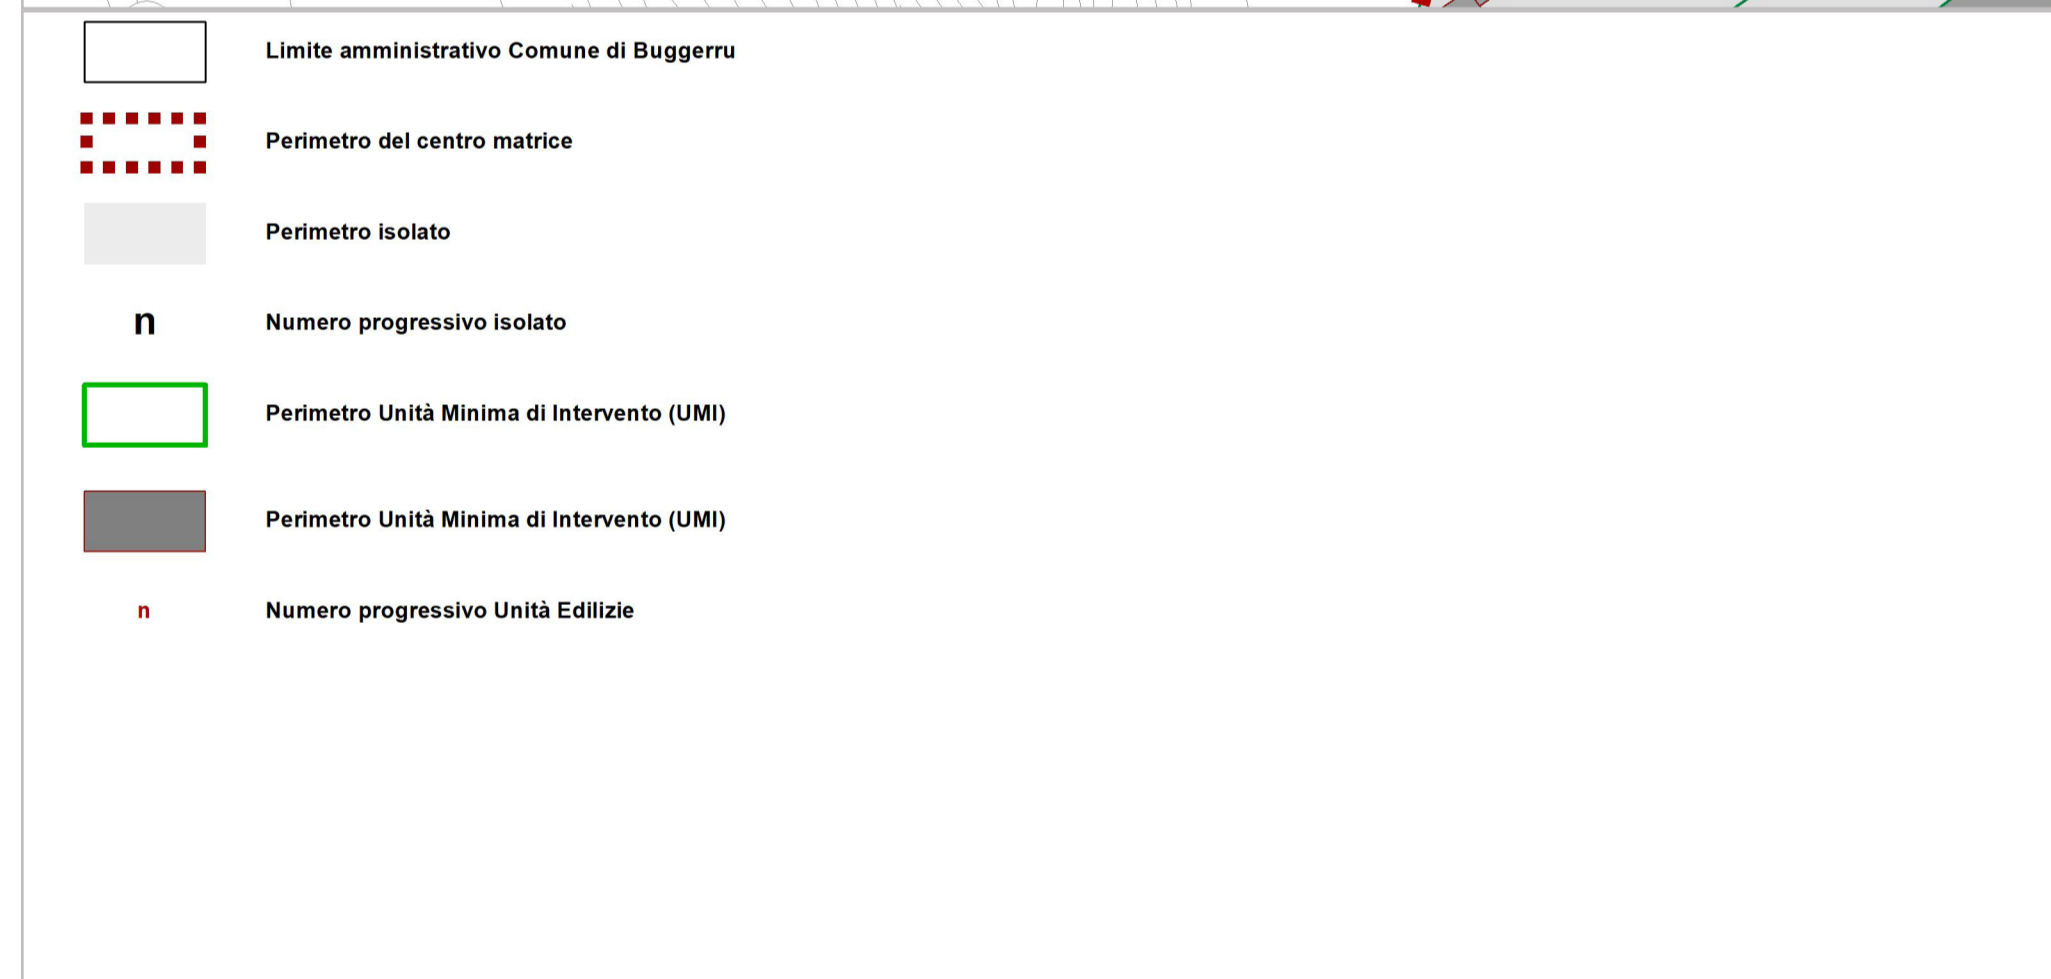 Limite amministrativo Comune di Buggerru
Perimetro del centro matrice
Perimetro isolato
n
Numero progressivo isolato
Perimetro Unità Minima di Intervento (UMI)
Perimetro Unità Minima di Intervento (UMI)
n
Numero progressivo Unità Edilizie